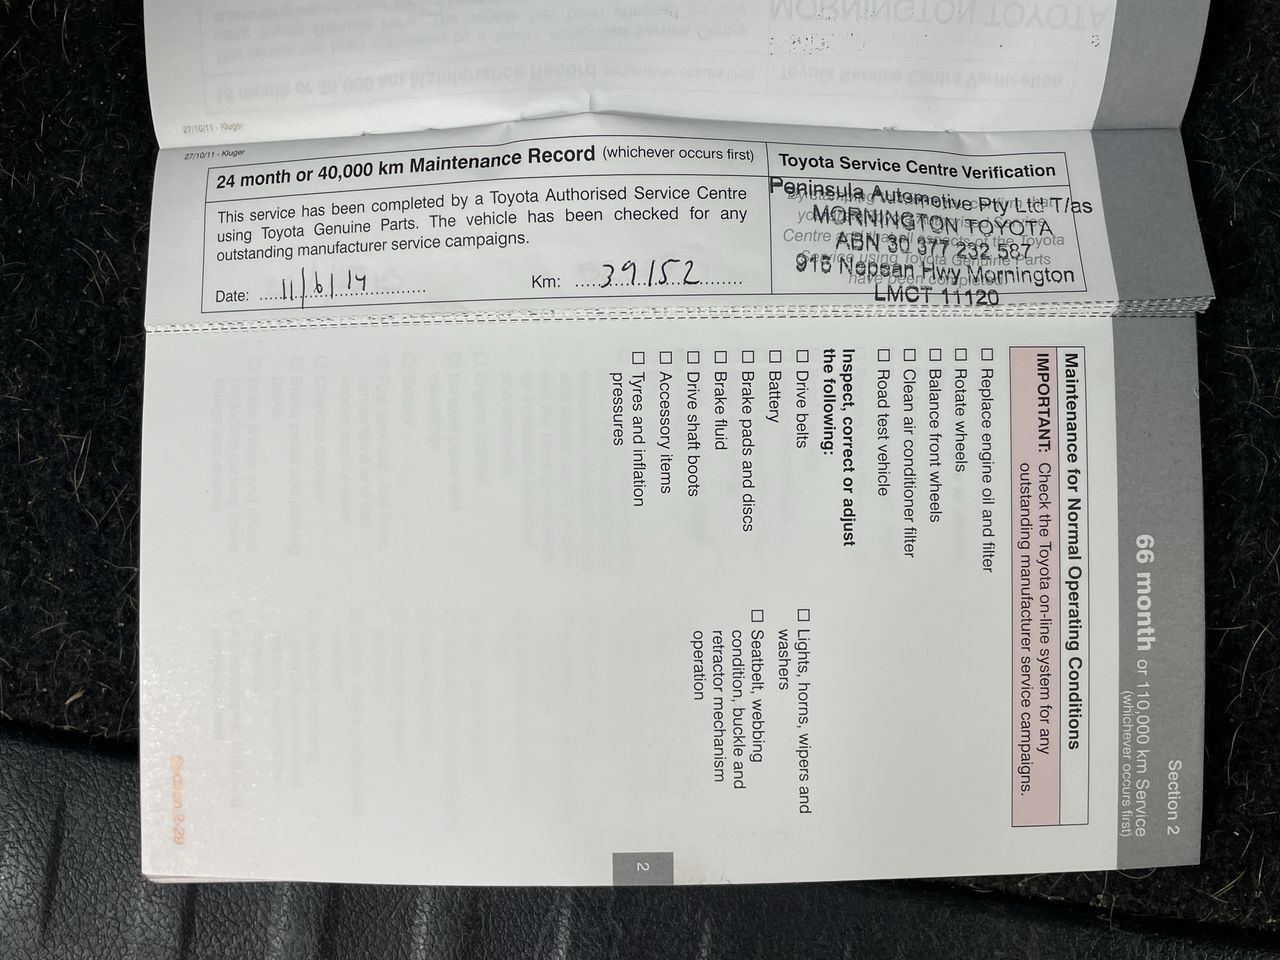 27/10/11 - Kluger
27/10/11 - Kluger
24 month or 40,000 km Maintenance Record (whichever occurs first)
This service has been completed by a Toyota Authorised Service Centre
using Toyota Genuine Parts. The vehicle has been checked for any
outstanding manufacturer service campaigns.
Date: 11/6/14
Km: 39152
Toyota Service Centre Verification
Peninsula Automotive Pty Ltd T/as
MORNINGTON TOYOTA
ABN 30 377 232 587
915 Nepean Hwy Mornington
LMCT 11120
Section 2
66 month or 110,000 km Service
(whichever occurs first)
Maintenance for Normal Operating Conditions
IMPORTANT: Check the Toyota on-line system for any
outstanding manufacturer service campaigns.
☐ Replace engine oil and filter
☐ Rotate wheels
☐ Balance front wheels
☐ Clean air conditioner filter
☐ Road test vehicle
Inspect, correct or adjust
the following:
☐ Drive belts
☐ Battery
☐ Brake pads and discs
☐ Brake fluid
☐ Drive shaft boots
☐ Accessory items
☐ Tyres and inflation
pressures
☐ Lights, horns, wipers and
washers
☐ Seatbelt, webbing
condition, buckle and
retractor mechanism
operation
2
Section 2-29